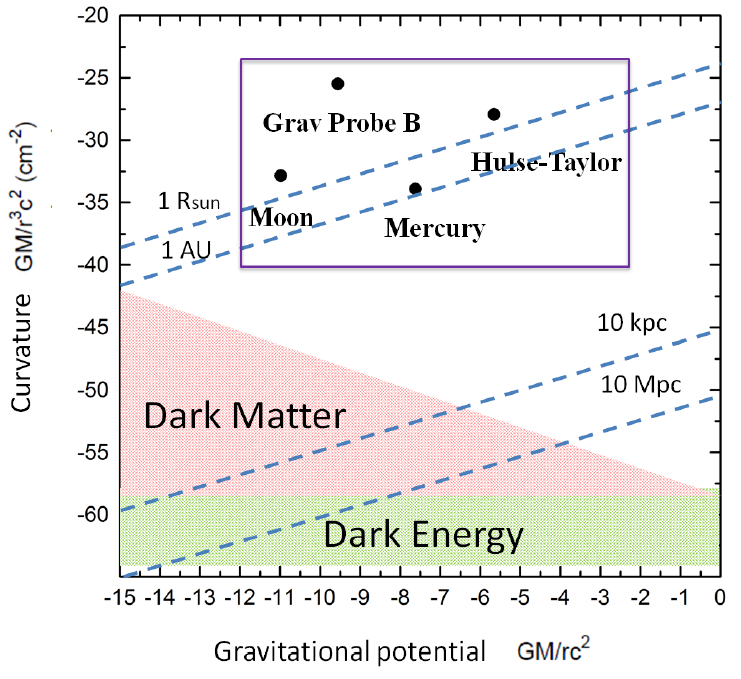 -20
-25
-30
-35
-40
-45
-50
-55
-60
Curvature GM/r³c² (cm⁻²)
Grav Probe B
Hulse-Taylor
1 Rsun
Moon
Mercury
1 AU
10 kpc
10 Mpc
Dark Matter
Dark Energy
-15 -14 -13 -12 -11 -10 -9 -8 -7 -6 -5 -4 -3 -2 -1 0
Gravitational potential GM/rc²